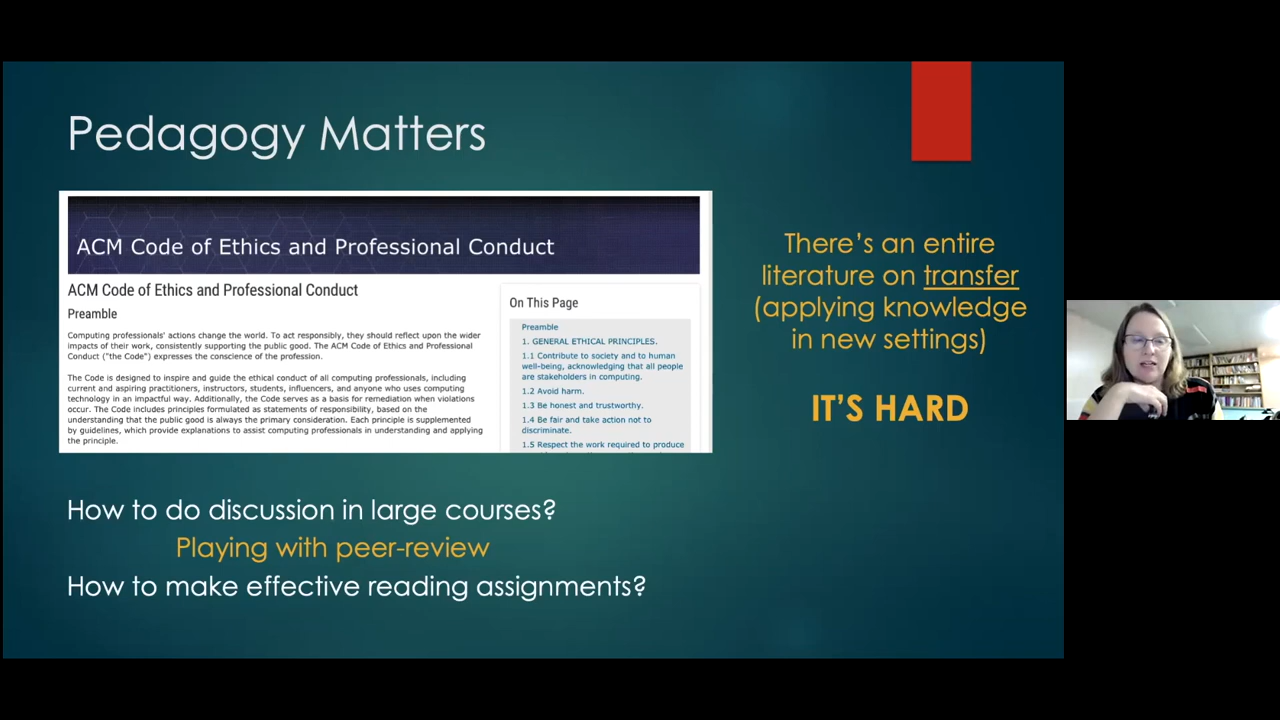 Pedagogy Matters
ACM Code of Ethics and Professional Conduct
ACM Code of Ethics and Professional Conduct
Preamble
Computing professionals' actions change the world. To act responsibly, they should reflect upon the wider
impacts of their work, consistently supporting the public good. The ACM Code of Ethics and Professional
Conduct ("the Code") expresses the conscience of the profession.
The Code is designed to inspire and guide the ethical conduct of all computing professionals, including
current and aspiring practitioners, instructors, students, influencers, and anyone who uses computing
technology in an impactful way. Additionally, the Code serves as a basis for remediation when violations
occur. The Code includes principles formulated as statements of responsibility, based on the
understanding that the public good is always the primary consideration. Each principle is supplemented
by guidelines, which provide explanations to assist computing professionals in understanding and applying
the principle.
On This Page
Preamble
1. GENERAL ETHICAL PRINCIPLES.
1.1 Contribute to society and to human
well-being, acknowledging that all people
are stakeholders in computing.
1.2 Avoid harm.
1.3 Be honest and trustworthy.
1.4 Be fair and take action not to
discriminate.
1.5 Respect the work required to produce
There's an entire
literature on transfer
(applying knowledge
in new settings)
IT'S HARD
How to do discussion in large courses?
Playing with peer-review
How to make effective reading assignments?